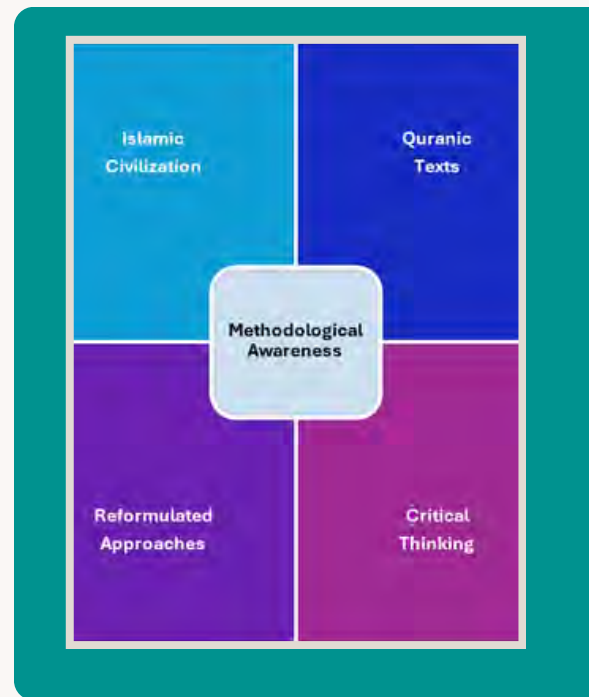 Islamic
Civilization
Quranic
Texts
Methodological
Awareness
Reformulated
Approaches
Critical
Thinking